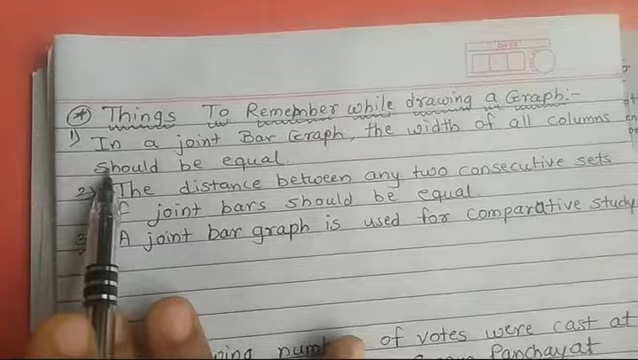 * Things To Remember while drawing a Graph:-
1) In a joint Bar Graph, the width of all columns
should be equal.
2) The distance between any two consecutive sets
f joint bars should be equal.
3) A joint bar graph is used for comparative study
wing num of votes were cast at
Panchayat